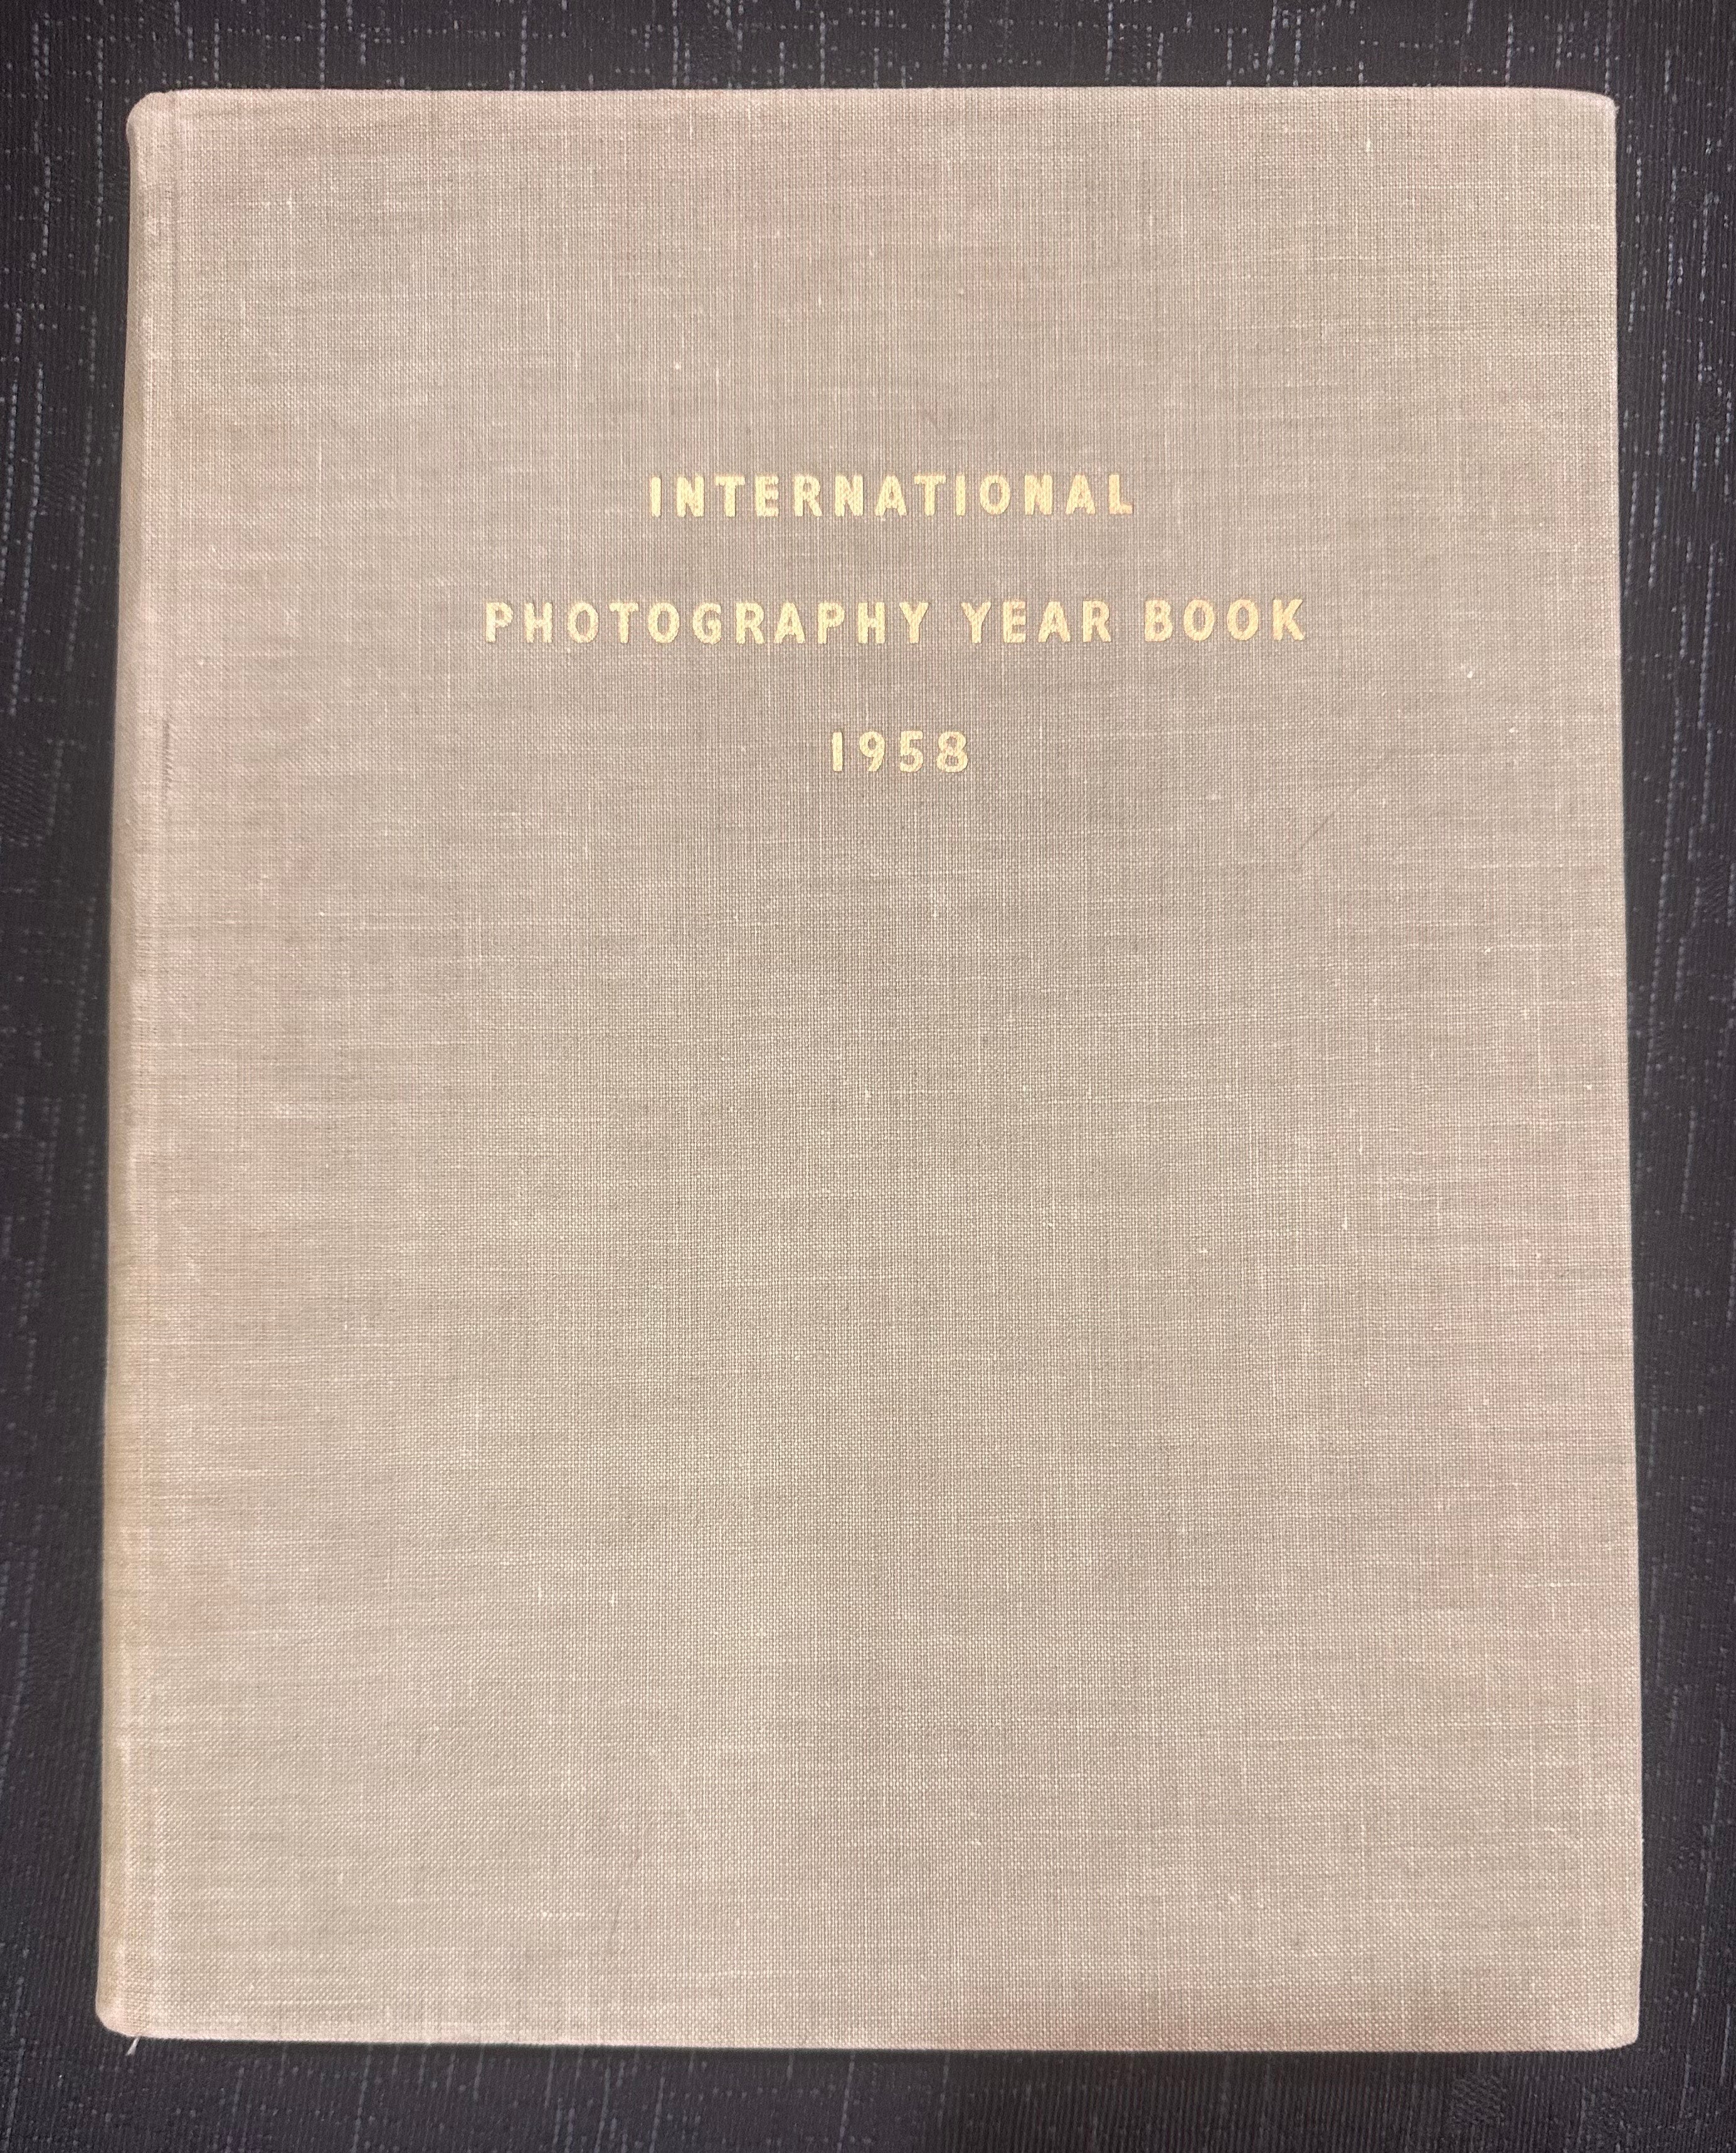 INTERNATIONAL
PHOTOGRAPHY YEAR BOOK
1958